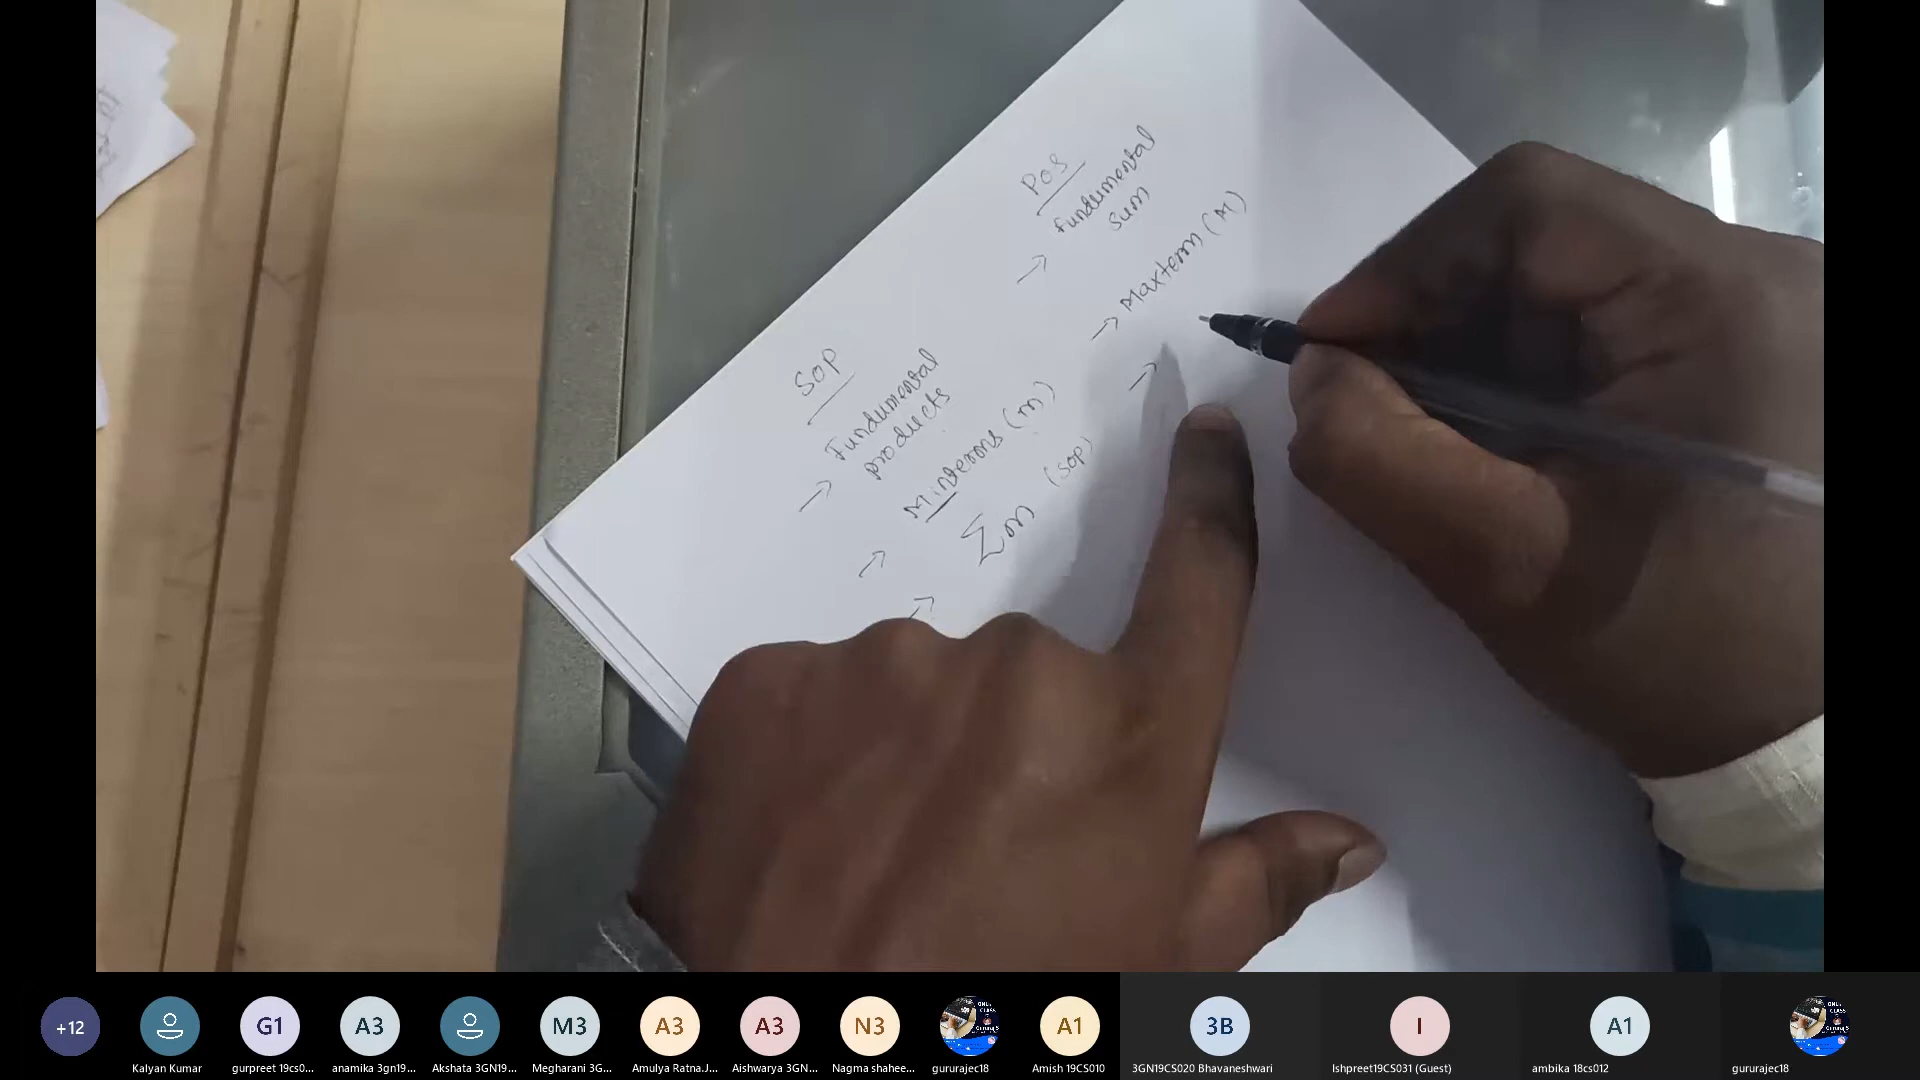 SOP
→ Fundumental
products
→ Minterms (m)
→ Σm (SOP)
POS
→ fundumental
sum
→ Maxterm (M)
→
+12
Kalyan Kumar
G1
gurpreet 19cs0...
A3
anamika 3gn19...
Akshata 3GN19...
M3
Megharani 3G...
A3
Amulya Ratna.J...
A3
Aishwarya 3GN...
N3
Nagma shahee...
gururajec18
A1
Amish 19CS010
3B
3GN19CS020 Bhavaneshwari
I
Ishpreet19CS031 (Guest)
A1
ambika 18cs012
gururajec18